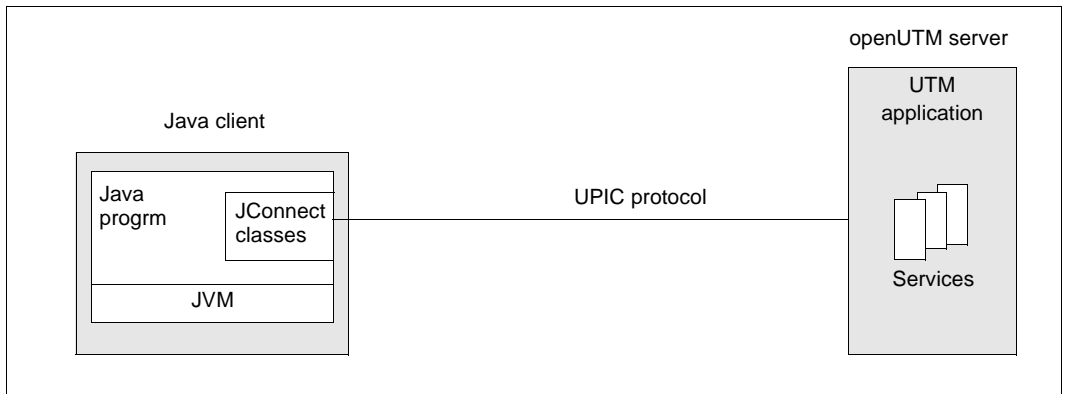 openUTM server
UTM
application
Java client
Java
progrm
JConnect
classes
UPIC protocol
JVM
Services